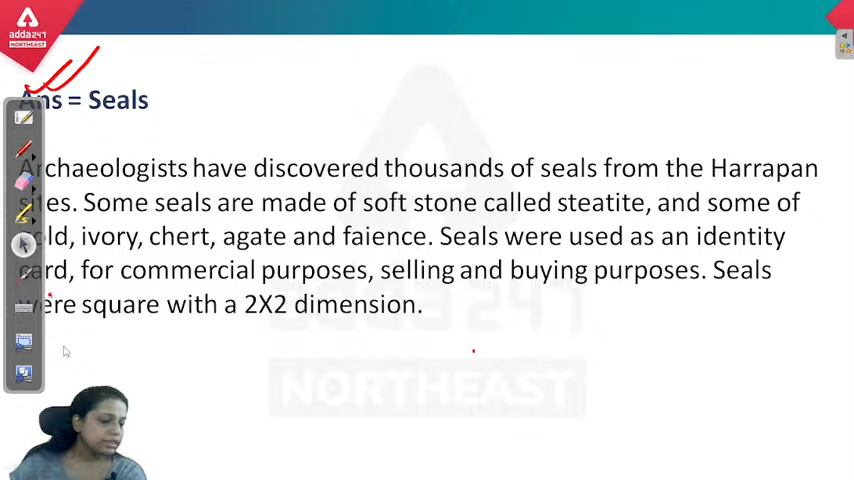 adda247
NORTHEAST
Ans = Seals
Archaeologists have discovered thousands of seals from the Harrapan
sites. Some seals are made of soft stone called steatite, and some of
gold, ivory, chert, agate and faience. Seals were used as an identity
card, for commercial purposes, selling and buying purposes. Seals
were square with a 2X2 dimension.
adda247
NORTHEAST